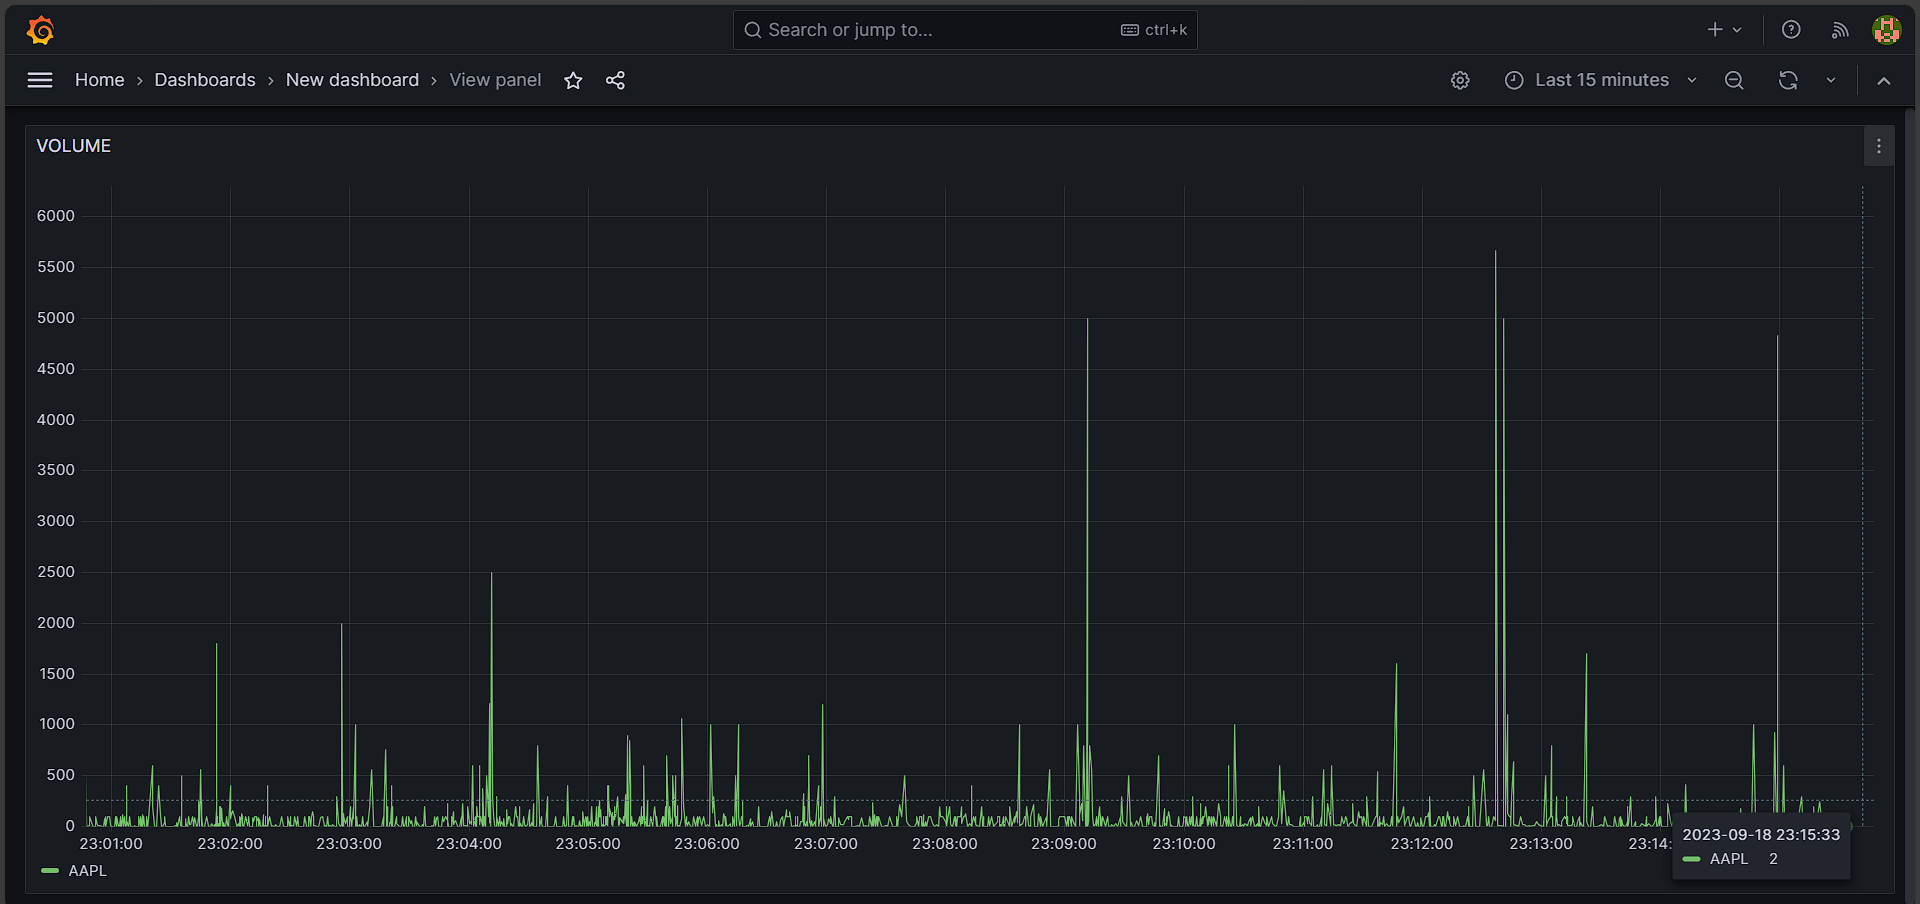 Search or jump to... ctrl+k
Home › Dashboards › New dashboard › View panel
Last 15 minutes
VOLUME
6000
5500
5000
4500
4000
3500
3000
2500
2000
1500
1000
500
0
23:01:00 23:02:00 23:03:00 23:04:00 23:05:00 23:06:00 23:07:00 23:08:00 23:09:00 23:10:00 23:11:00 23:12:00 23:13:00 23:14:
2023-09-18 23:15:33
AAPL 2
AAPL